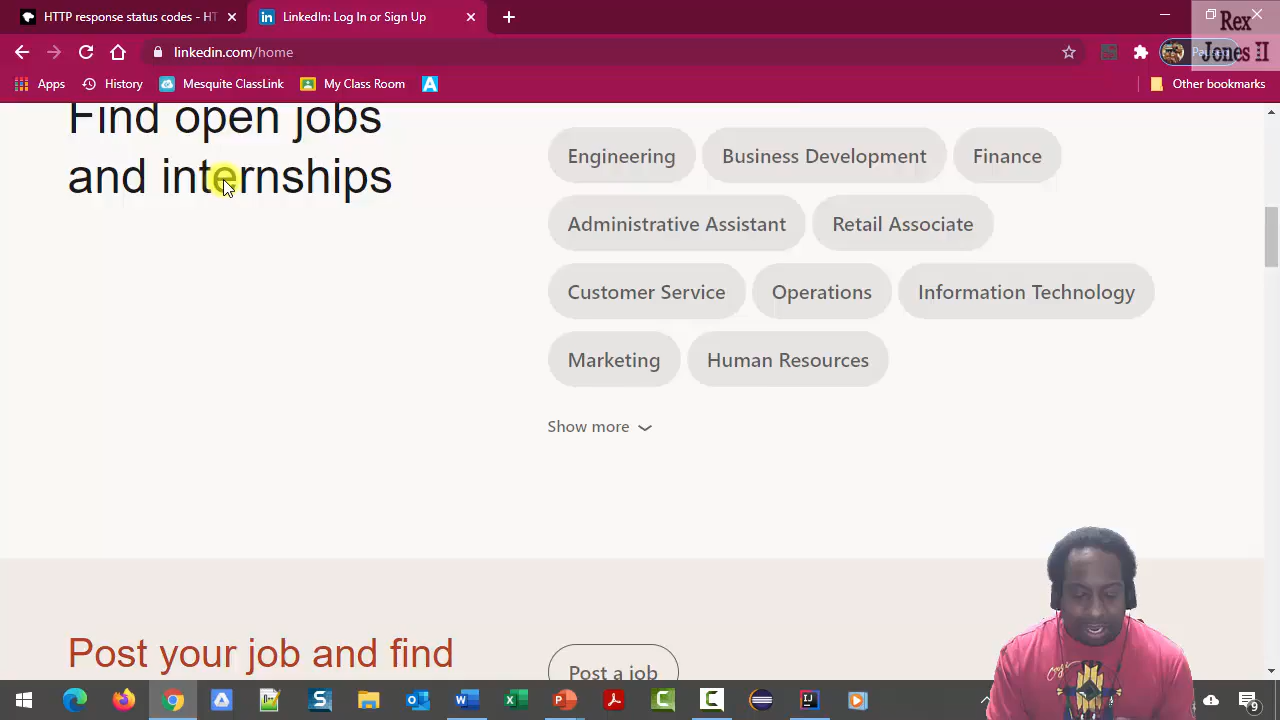 HTTP response status codes - HT
LinkedIn: Log In or Sign Up
Rex
Jones II
linkedin.com/home
Apps
History
Mesquite ClassLink
My Class Room
Other bookmarks
Find open jobs
and internships
Engineering
Business Development
Finance
Administrative Assistant
Retail Associate
Customer Service
Operations
Information Technology
Marketing
Human Resources
Show more
Post your job and find
Post a job
9